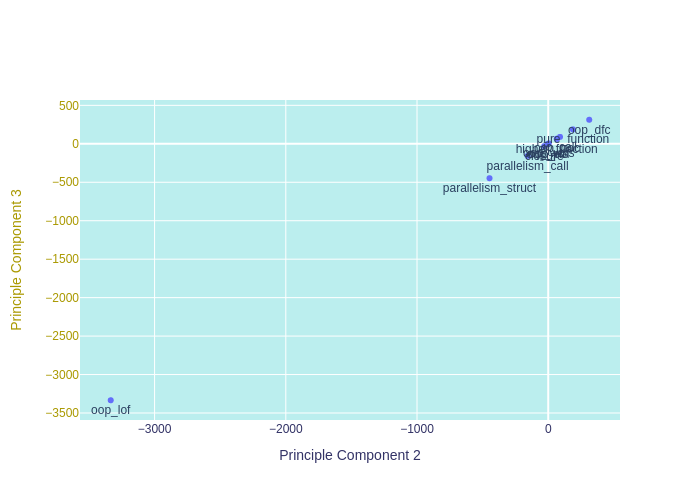 500
0
−500
−1000
−1500
−2000
−2500
−3000
−3500
Principle Component 3
oop_dfc
pure_function
parallelism_call
parallelism_struct
oop_lof
−3000
−2000
−1000
0
Principle Component 2